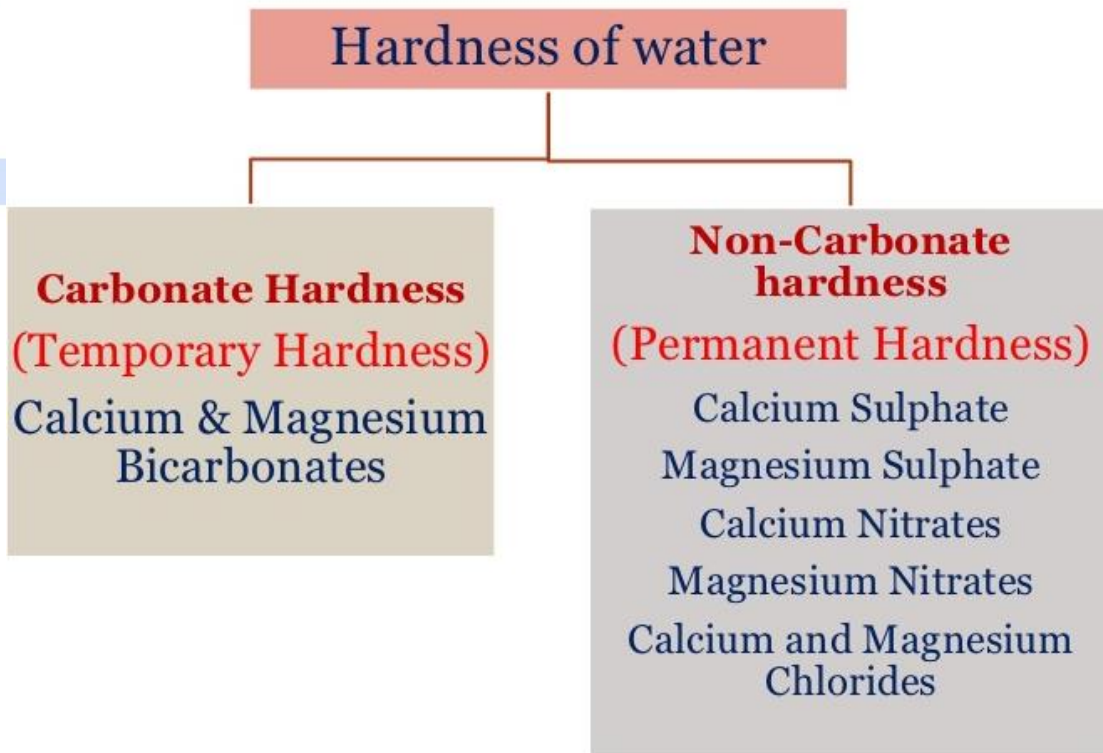 Hardness of water
Carbonate Hardness
(Temporary Hardness)
Calcium & Magnesium
Bicarbonates
Non-Carbonate
hardness
(Permanent Hardness)
Calcium Sulphate
Magnesium Sulphate
Calcium Nitrates
Magnesium Nitrates
Calcium and Magnesium
Chlorides